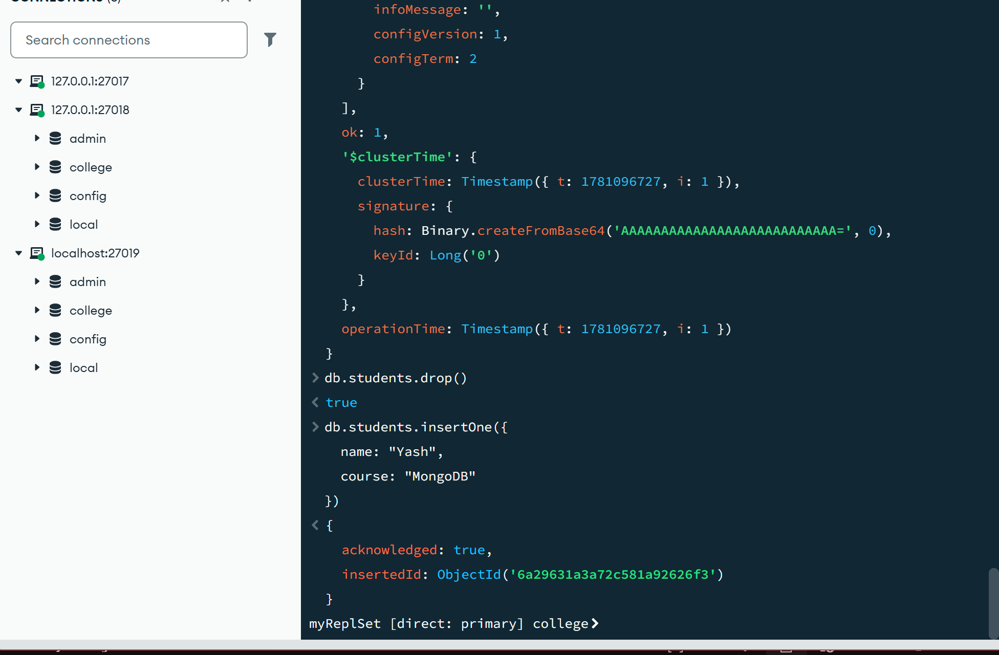 CONNECTIONS
Search connections
127.0.0.1:27017
127.0.0.1:27018
admin
college
config
local
localhost:27019
admin
college
config
local
infoMessage: '',
configVersion: 1,
configTerm: 2
}
],
ok: 1,
'$clusterTime': {
clusterTime: Timestamp({ t: 1781096727, i: 1 }),
signature: {
hash: Binary.createFromBase64('AAAAAAAAAAAAAAAAAAAAAAAAAAA=', 0),
keyId: Long('0')
}
},
operationTime: Timestamp({ t: 1781096727, i: 1 })
}
> db.students.drop()
< true
> db.students.insertOne({
name: "Yash",
course: "MongoDB"
})
< {
acknowledged: true,
insertedId: ObjectId('6a29631a3a72c581a92626f3')
}
myReplSet [direct: primary] college>